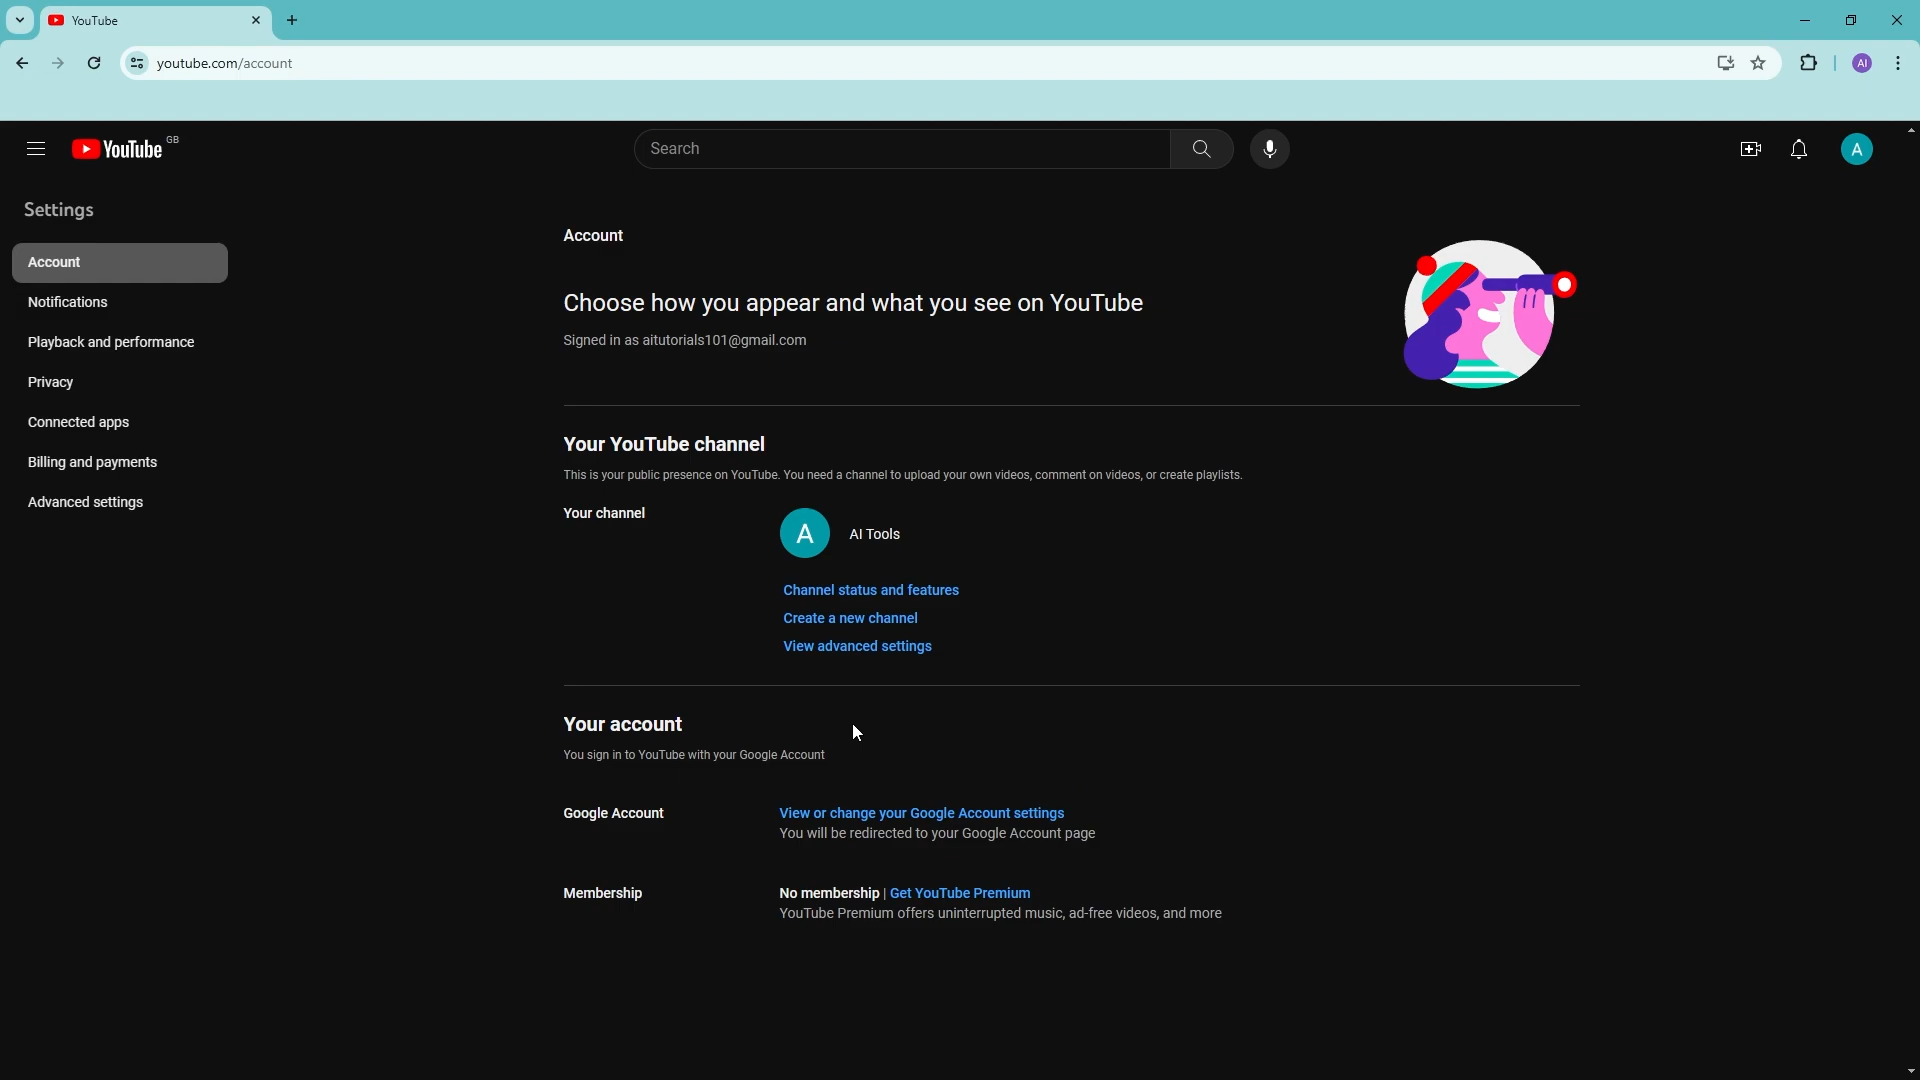 YouTube
youtube.com/account
AI
YouTube GB
Search
A
Settings
Account
Notifications
Playback and performance
Privacy
Connected apps
Billing and payments
Advanced settings
Account
Choose how you appear and what you see on YouTube
Signed in as aitutorials101@gmail.com
Your YouTube channel
This is your public presence on YouTube. You need a channel to upload your own videos, comment on videos, or create playlists.
Your channel
A AI Tools
Channel status and features
Create a new channel
View advanced settings
Your account
You sign in to YouTube with your Google Account
Google Account View or change your Google Account settings
You will be redirected to your Google Account page
Membership No membership | Get YouTube Premium
YouTube Premium offers uninterrupted music, ad-free videos, and more